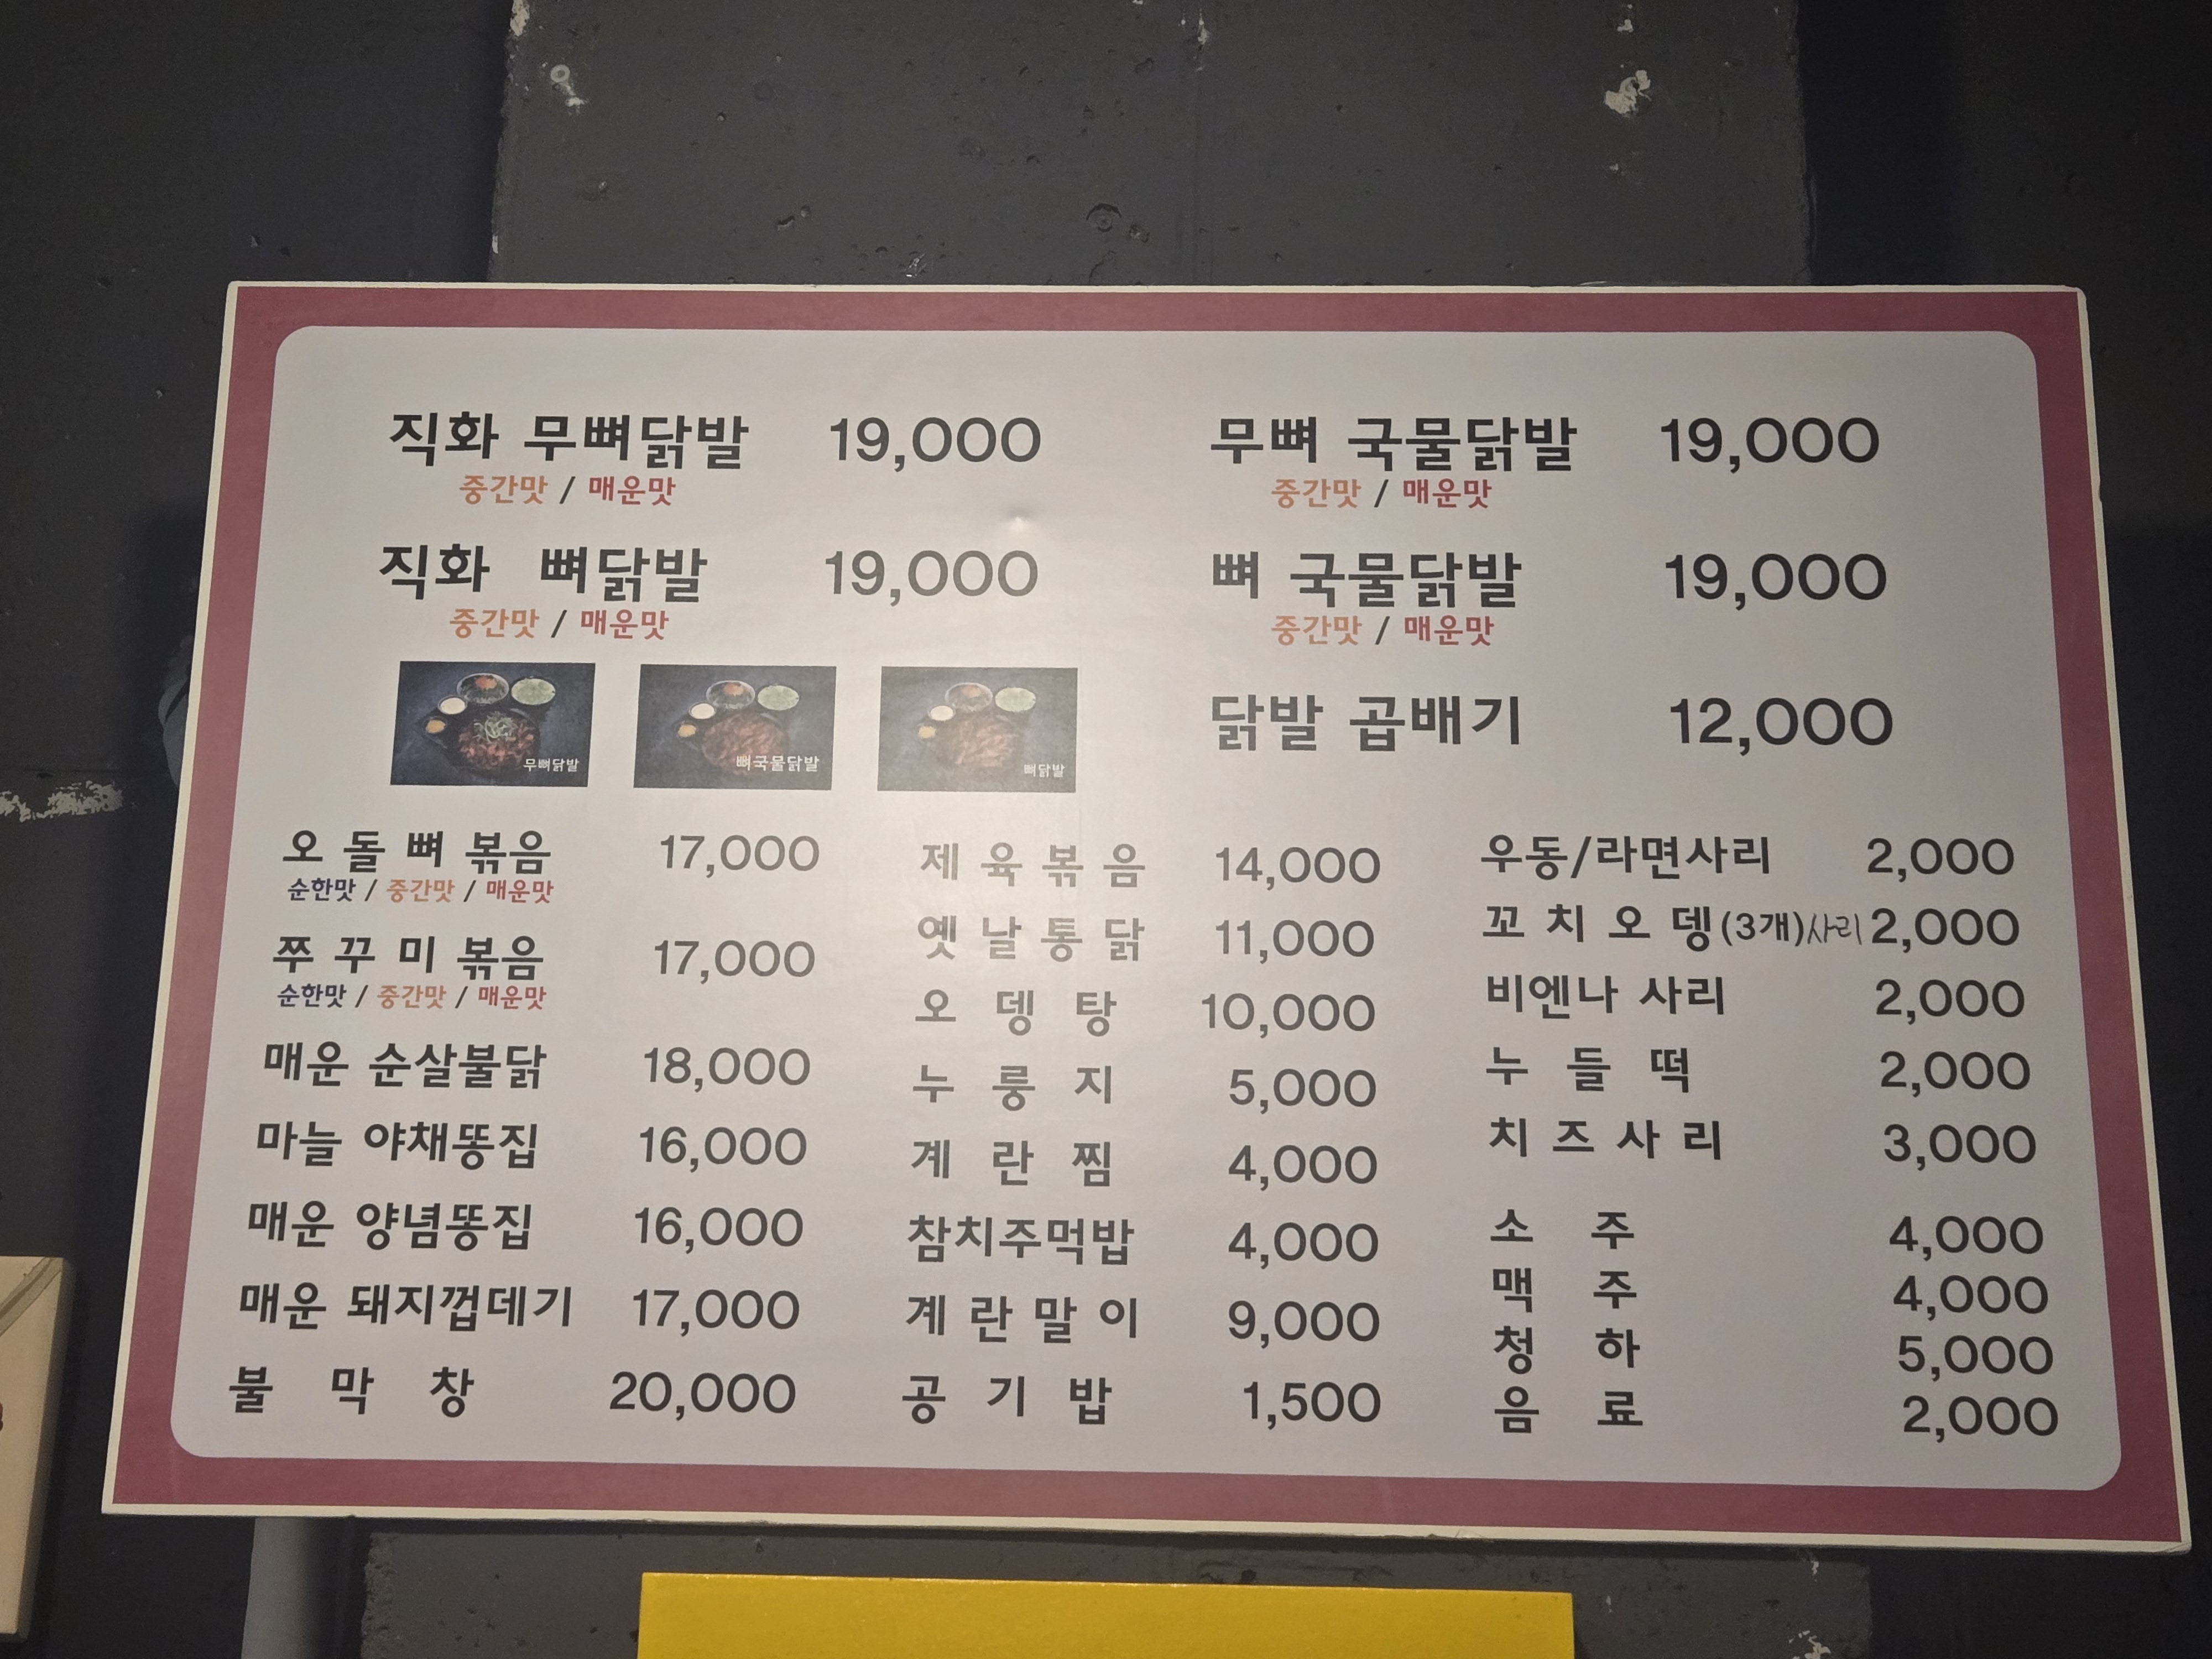 직화 무뼈닭발 19,000
중간맛 / 매운맛
직화 뼈닭발 19,000
중간맛 / 매운맛
무뼈닭발
뼈국물닭발
뼈닭발
무뼈 국물닭발 19,000
중간맛 / 매운맛
뼈 국물닭발 19,000
중간맛 / 매운맛
닭발 곱배기 12,000
오돌뼈볶음 17,000
순한맛 / 중간맛 / 매운맛
쭈꾸미볶음 17,000
순한맛 / 중간맛 / 매운맛
매운 순살불닭 18,000
마늘 야채똥집 16,000
매운 양념똥집 16,000
매운 돼지껍데기 17,000
불막창 20,000
제육볶음 14,000
옛날통닭 11,000
오뎅탕 10,000
누룽지 5,000
계란찜 4,000
참치주먹밥 4,000
계란말이 9,000
공기밥 1,500
우동/라면사리 2,000
꼬치오뎅(3개)사리 2,000
비엔나 사리 2,000
누들떡 2,000
치즈사리 3,000
소주 4,000
맥주 4,000
청하 5,000
음료 2,000